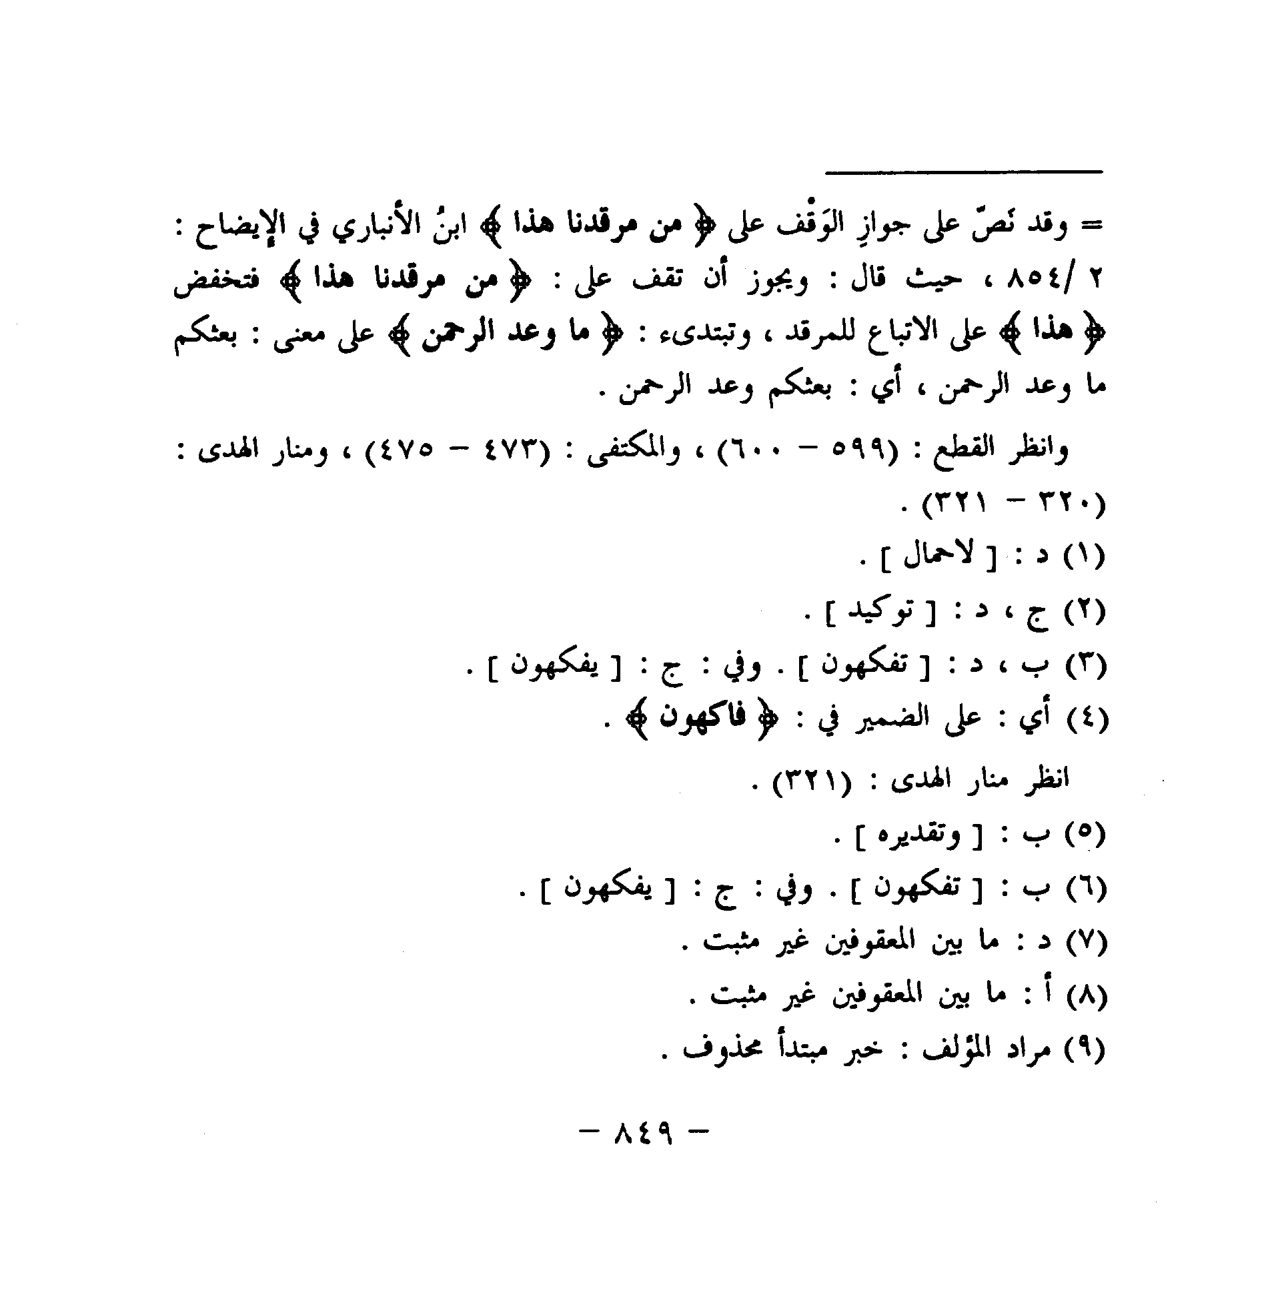 = وقد نَصّ على جوازِ الوَقْف على ﴿ من مرقدنا هذا ﴾ ابنُ الأنباري في الإيضاح :
٢ /٨٥٤ ، حيث قال : ويجوز أن تقف على : ﴿ من مرقدنا هذا ﴾ فتخفض
﴿ هذا ﴾ على الاتباع للمرقد ، وتبتدىء : ﴿ ما وعد الرحمن ﴾ على معنى : بعثكم
ما وعد الرحمن ، أي : بعثكم وعد الرحمن .
وانظر القطع : (٥٩٩ – ٦٠٠) ، والمكتفى : (٤٧٣ – ٤٧٥) ، ومنار الهدى :
(٣٢٠ – ٣٢١) .
(١) د : [ لاحمال ] .
(٢) ج ، د : [ توكيد ] .
(٣) ب ، د : [ تفكهون ] . وفي : ج : [ يفكهون ] .
(٤) أي : على الضمير في : ﴿ فاكهون ﴾ .
انظر منار الهدى : (٣٢١) .
(٥) ب : [ وتقديره ] .
(٦) ب : [ تفكهون ] . وفي : ج : [ يفكهون ] .
(٧) د : ما بين المعقوفين غير مثبت .
(٨) أ : ما بين المعقوفين غير مثبت .
(٩) مراد المؤلف : خبر مبتدأ محذوف .
– ٨٤٩ –